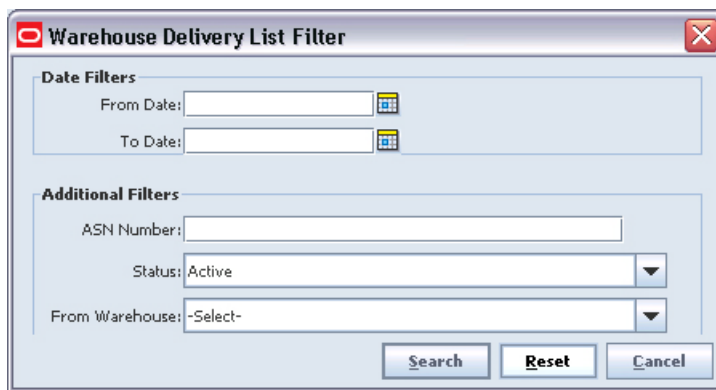 Warehouse Delivery List Filter
Date Filters
From Date:
To Date:
Additional Filters
ASN Number:
Status: Active
From Warehouse: -Select-
Search Reset Cancel